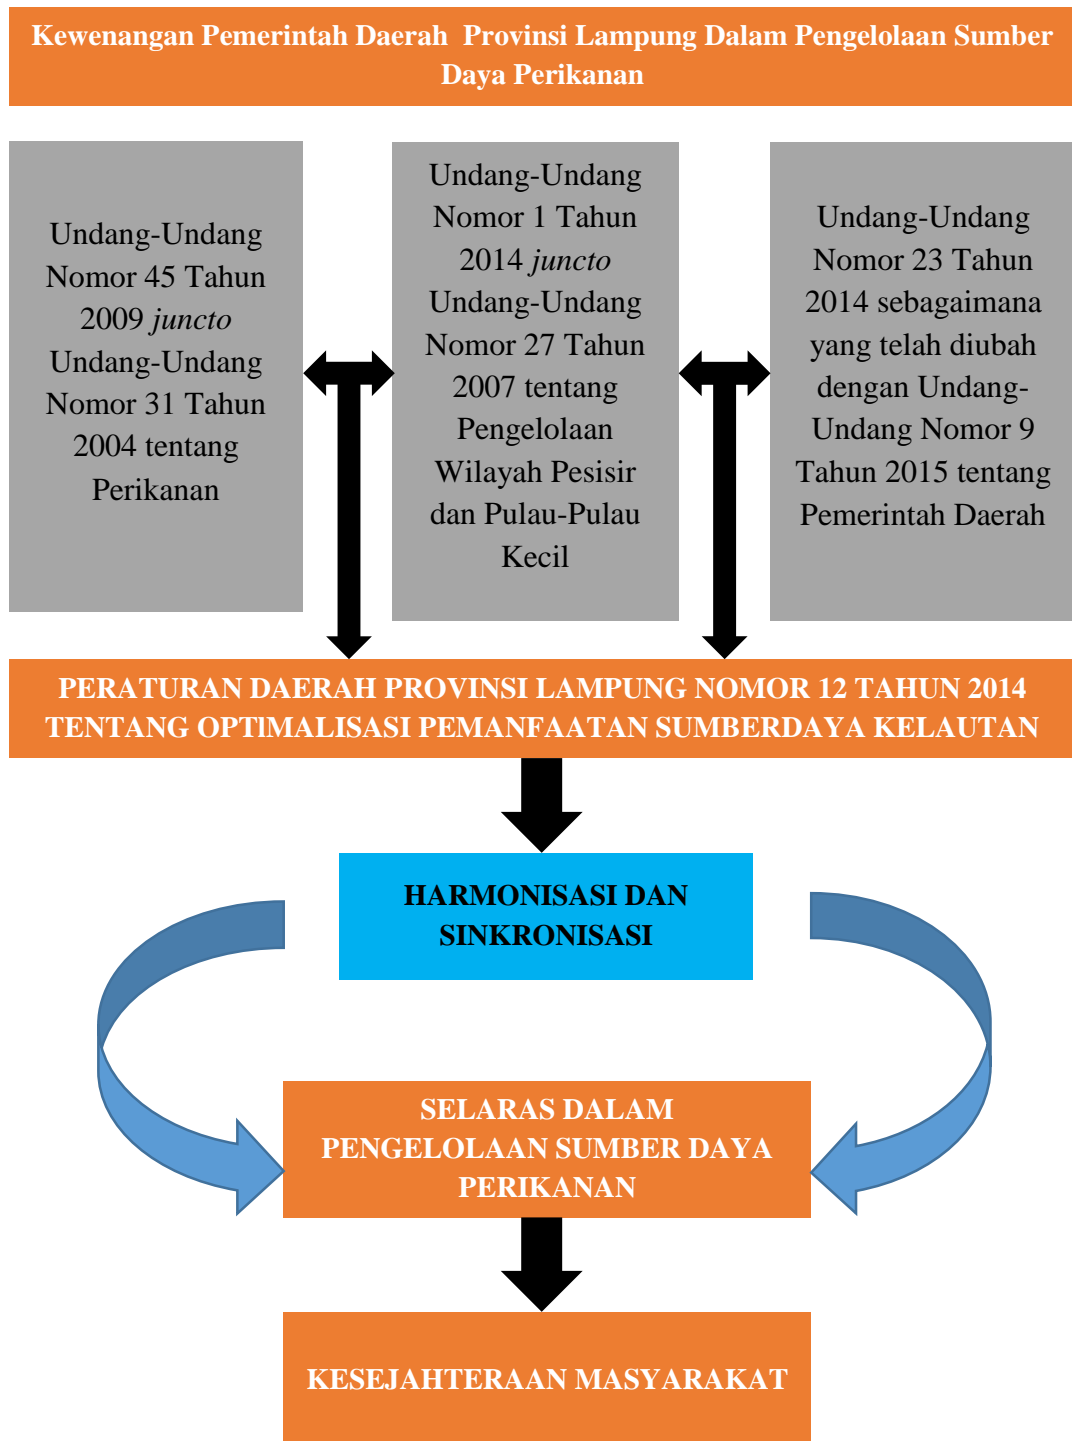 Kewenangan Pemerintah Daerah Provinsi Lampung Dalam Pengelolaan Sumber
Daya Perikanan
Undang-Undang
Nomor 45 Tahun
2009 juncto
Undang-Undang
Nomor 31 Tahun
2004 tentang
Perikanan
Undang-Undang
Nomor 1 Tahun
2014 juncto
Undang-Undang
Nomor 27 Tahun
2007 tentang
Pengelolaan
Wilayah Pesisir
dan Pulau-Pulau
Kecil
Undang-Undang
Nomor 23 Tahun
2014 sebagaimana
yang telah diubah
dengan Undang-
Undang Nomor 9
Tahun 2015 tentang
Pemerintah Daerah
PERATURAN DAERAH PROVINSI LAMPUNG NOMOR 12 TAHUN 2014
TENTANG OPTlMALISASI PEMANFAATAN SUMBERDAYA KELAUTAN
HARMONISASI DAN
SINKRONISASI
SELARAS DALAM
PENGELOLAAN SUMBER DAYA
PERIKANAN
KESEJAHTERAAN MASYARAKAT